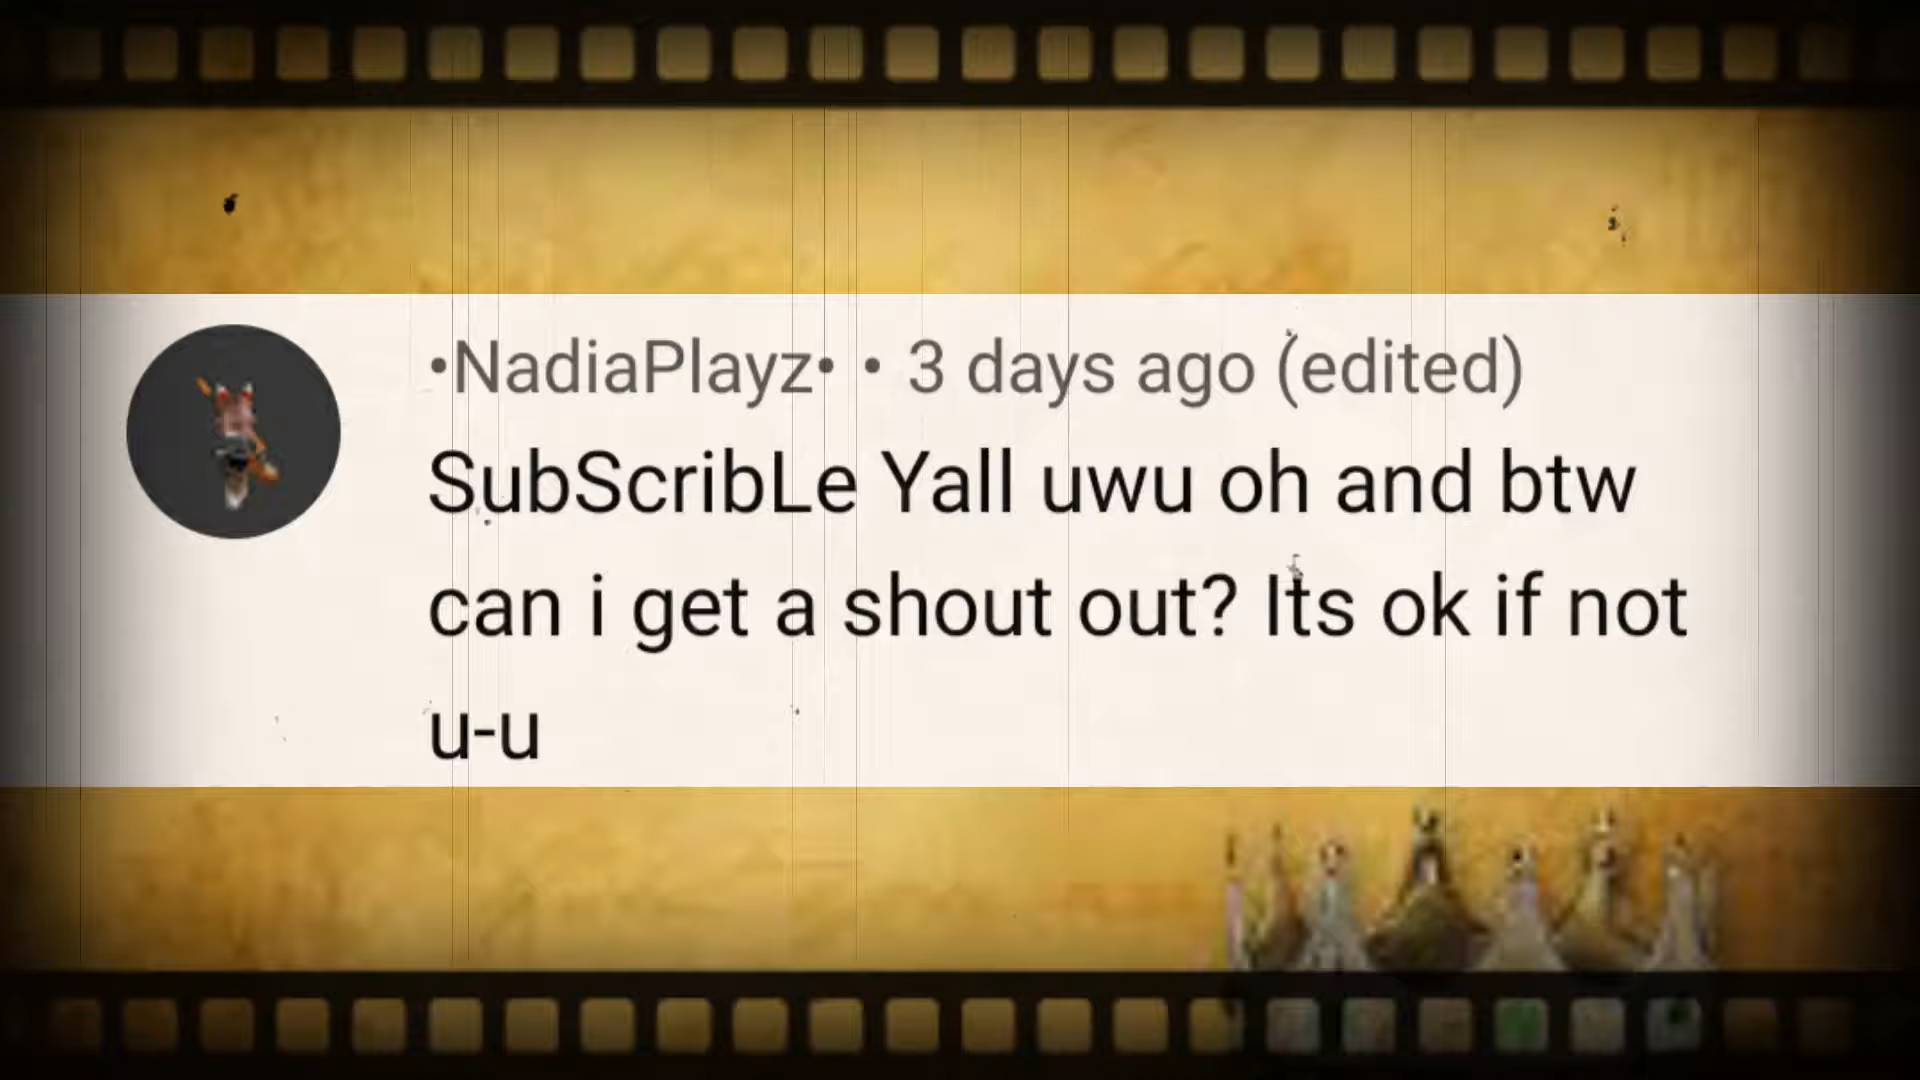 •NadiaPlayz• • 3 days ago (edited)
SubScribLe Yall uwu oh and btw
can i get a shout out? Its ok if not
u-u